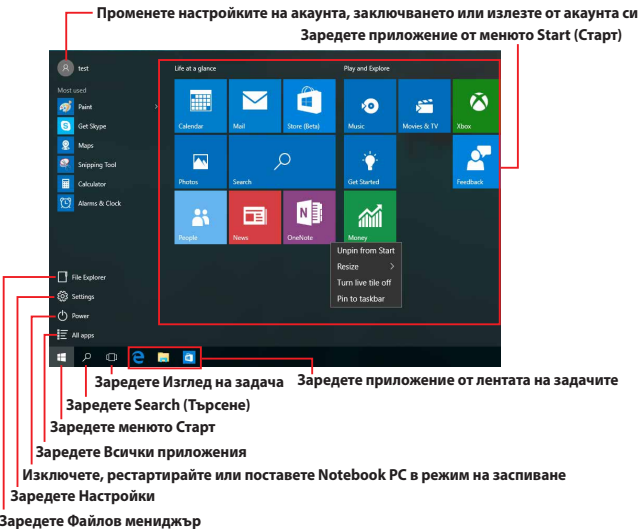 Променете настройките на акаунта, заключването или излезте от акаунта си
Заредете приложение от менюто Start (Старт)
test
Life at a glance
Play and Explore
Most used
Paint
Get Skype
Maps
Snipping Tool
Calculator
Alarms & Clock
Calendar
Mail
Store (Beta)
Music
Movies & TV
Xbox
Photos
Search
Get Started
Feedback
People
News
OneNote
Money
Unpin from Start
Resize
Turn live tile off
Pin to taskbar
File Explorer
Settings
Power
All apps
Заредете Изглед на задача
Заредете приложение от лентата на задачите
Заредете Search (Търсене)
Заредете менюто Старт
Заредете Всички приложения
Изключете, рестартирайте или поставете Notebook PC в режим на заспиване
Заредете Настройки
Заредете Файлов мениджър